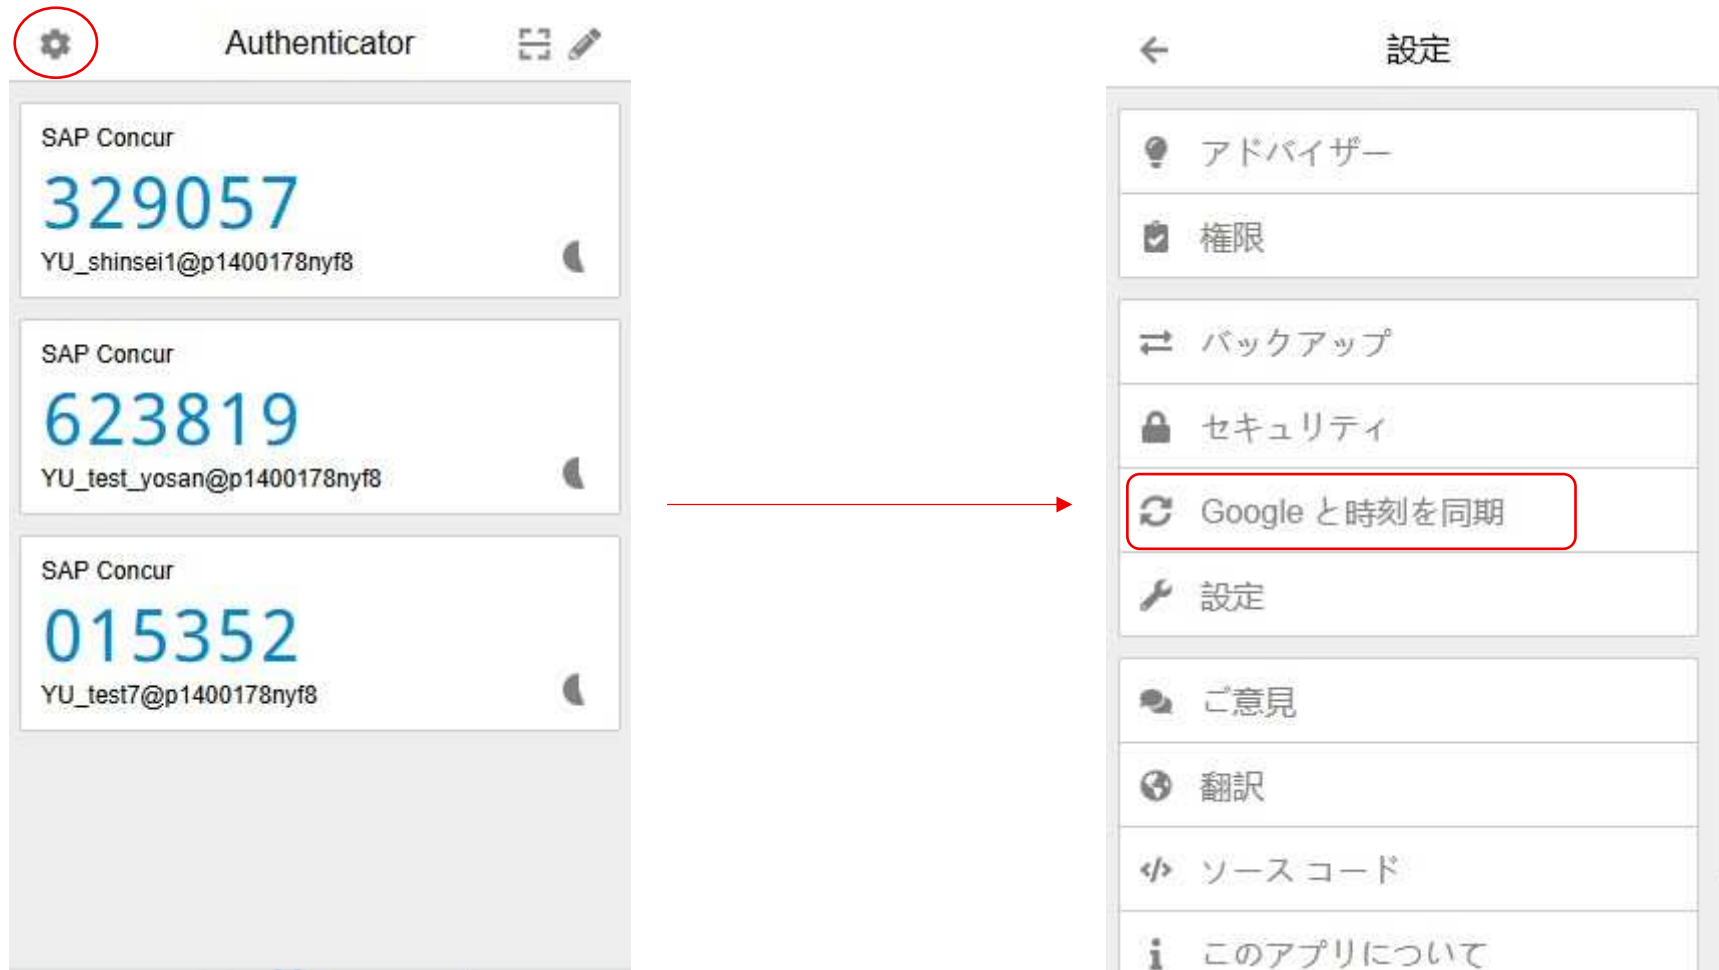 Authenticator
SAP Concur
329057
YU_shinsei1@p1400178nyf8
SAP Concur
623819
YU_test_yosan@p1400178nyf8
SAP Concur
015352
YU_test7@p1400178nyf8
設定
アドバイザー
権限
バックアップ
セキュリティ
Google と時刻を同期
設定
ご意見
翻訳
ソース コード
このアプリについて